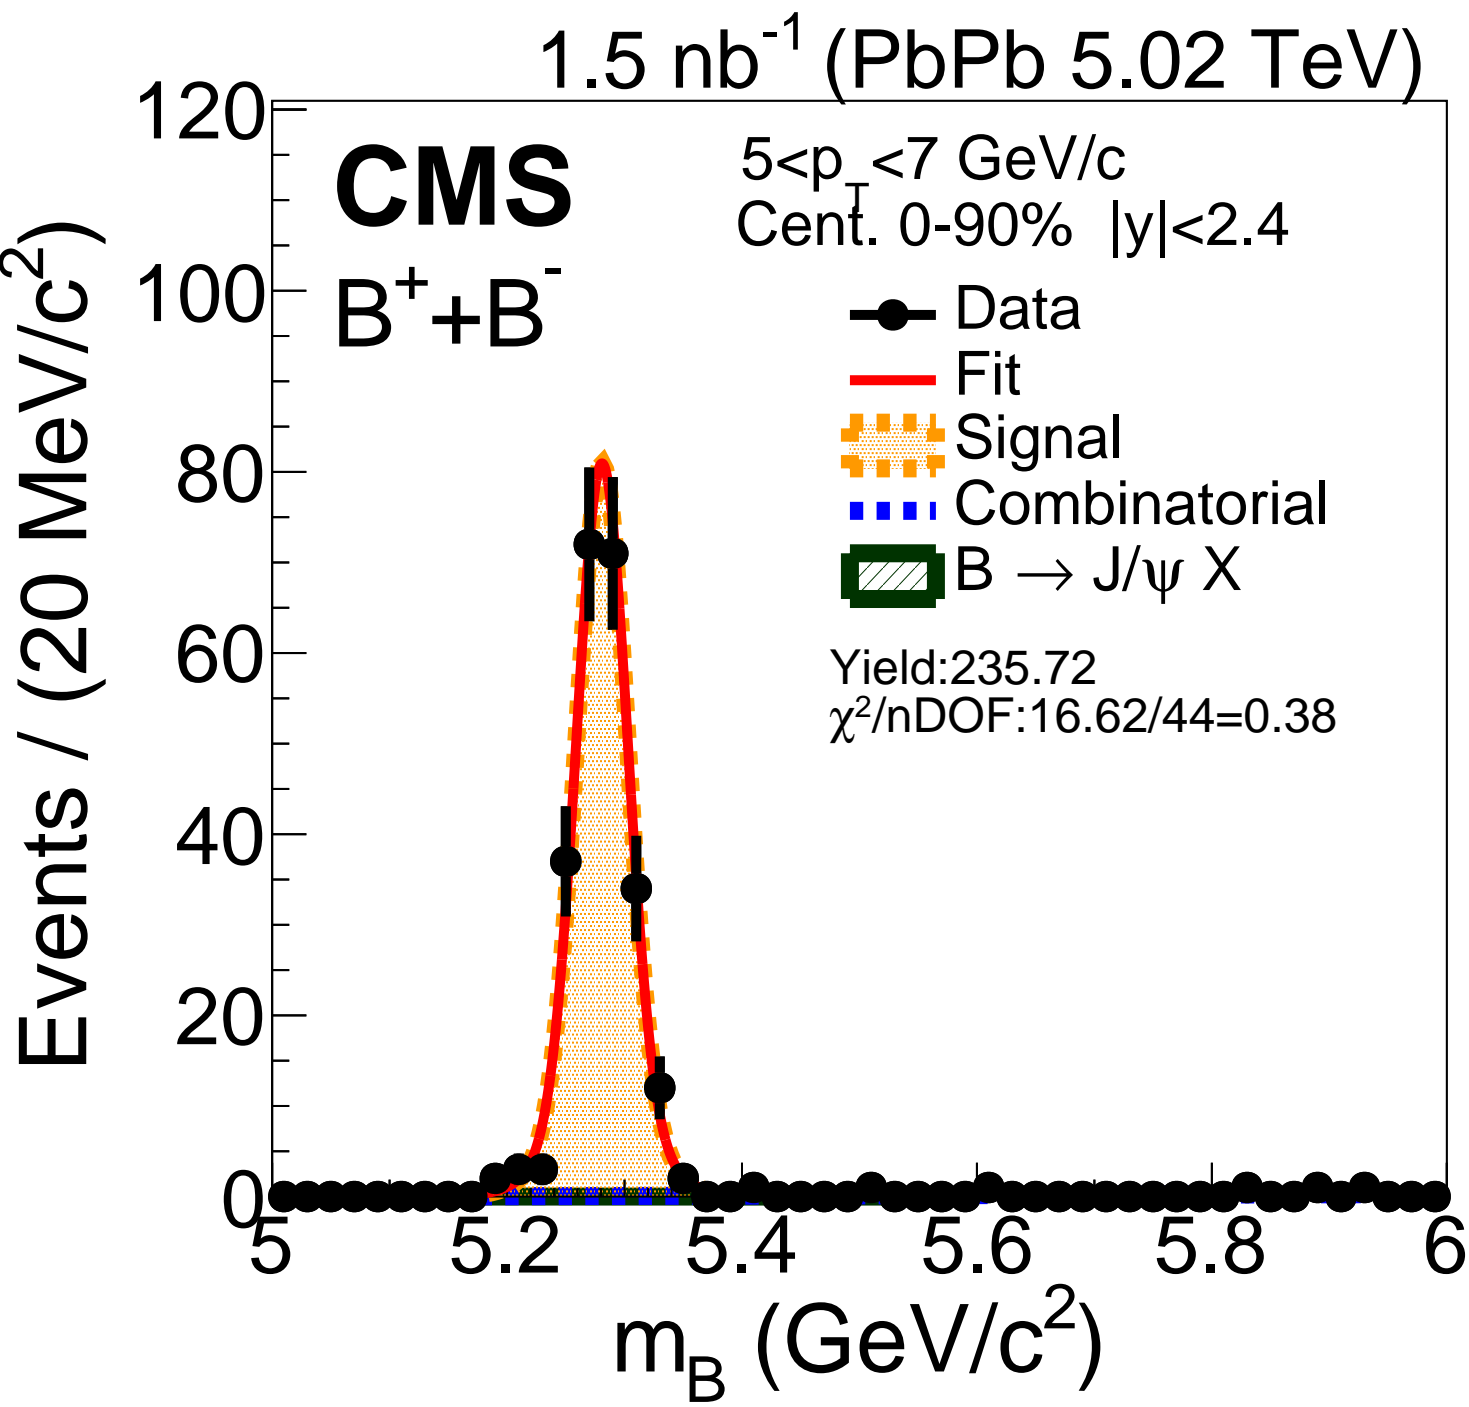 1.5 nb⁻¹ (PbPb 5.02 TeV)
CMS
B⁺+B⁻
5<p_T<7 GeV/c
Cent. 0-90% |y|<2.4
Data
Fit
Signal
Combinatorial
B → J/ψ X
Yield:235.72
χ²/nDOF:16.62/44=0.38
Events / (20 MeV/c²)
120
100
80
60
40
20
0
5 5.2 5.4 5.6 5.8 6
m_B (GeV/c²)